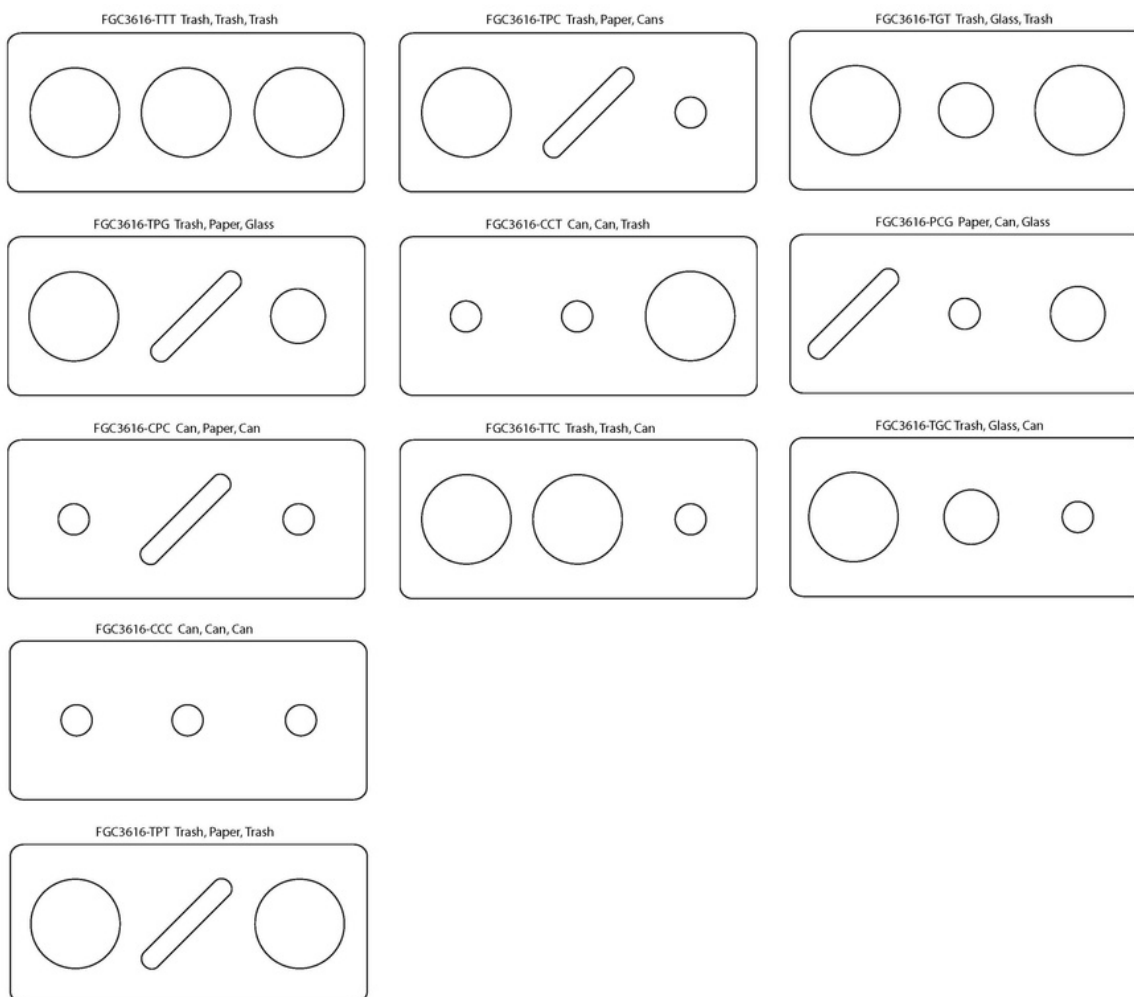 FGC3616-TTT Trash, Trash, Trash
FGC3616-TPC Trash, Paper, Cans
FGC3616-TGT Trash, Glass, Trash
FGC3616-TPG Trash, Paper, Glass
FGC3616-CCT Can, Can, Trash
FGC3616-PCG Paper, Can, Glass
FGC3616-CPC Can, Paper, Can
FGC3616-TTC Trash, Trash, Can
FGC3616-TGC Trash, Glass, Can
FGC3616-CCC Can, Can, Can
FGC3616-TPT Trash, Paper, Trash